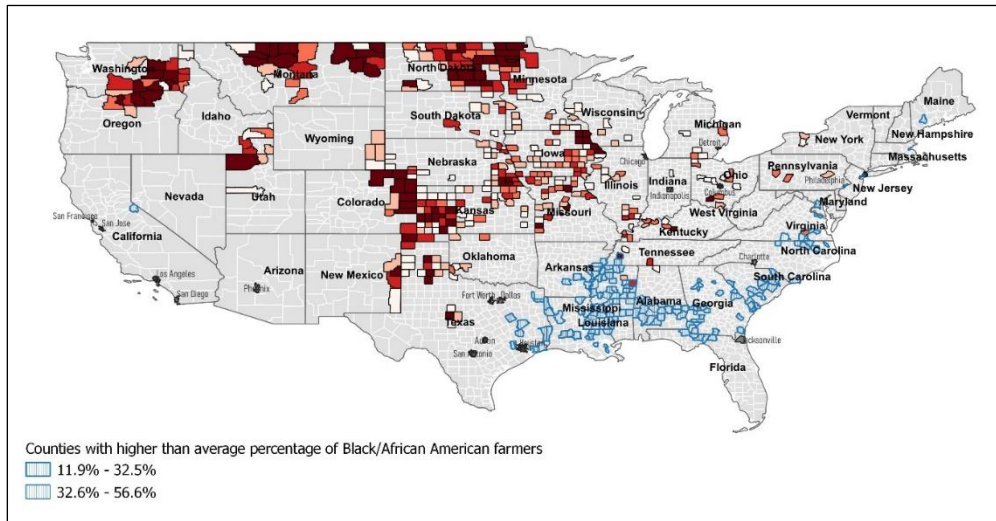 Washington
Montana
North Dakota
Minnesota
Maine
Oregon
Idaho
South Dakota
Wisconsin
Michigan
Vermont
New Hampshire
New York
Massachusetts
Wyoming
Detroit
Nebraska
Iowa
Chicago
Pennsylvania
Philadelphia
New Jersey
Nevada
Utah
Colorado
Illinois
Indiana
Indianapolis
Ohio
Columbus
Maryland
San Francisco
San Jose
California
Kansas
Missouri
West Virginia
Virginia
Kentucky
Los Angeles
Arizona
Phoenix
New Mexico
Oklahoma
Arkansas
Tennessee
North Carolina
Charlotte
South Carolina
San Diego
Fort Worth
Dallas
Mississippi
Alabama
Georgia
Texas
Louisiana
Austin
San Antonio
Houston
Jacksonville
Florida
Counties with higher than average percentage of Black/African American farmers
11.9% - 32.5%
32.6% - 56.6%